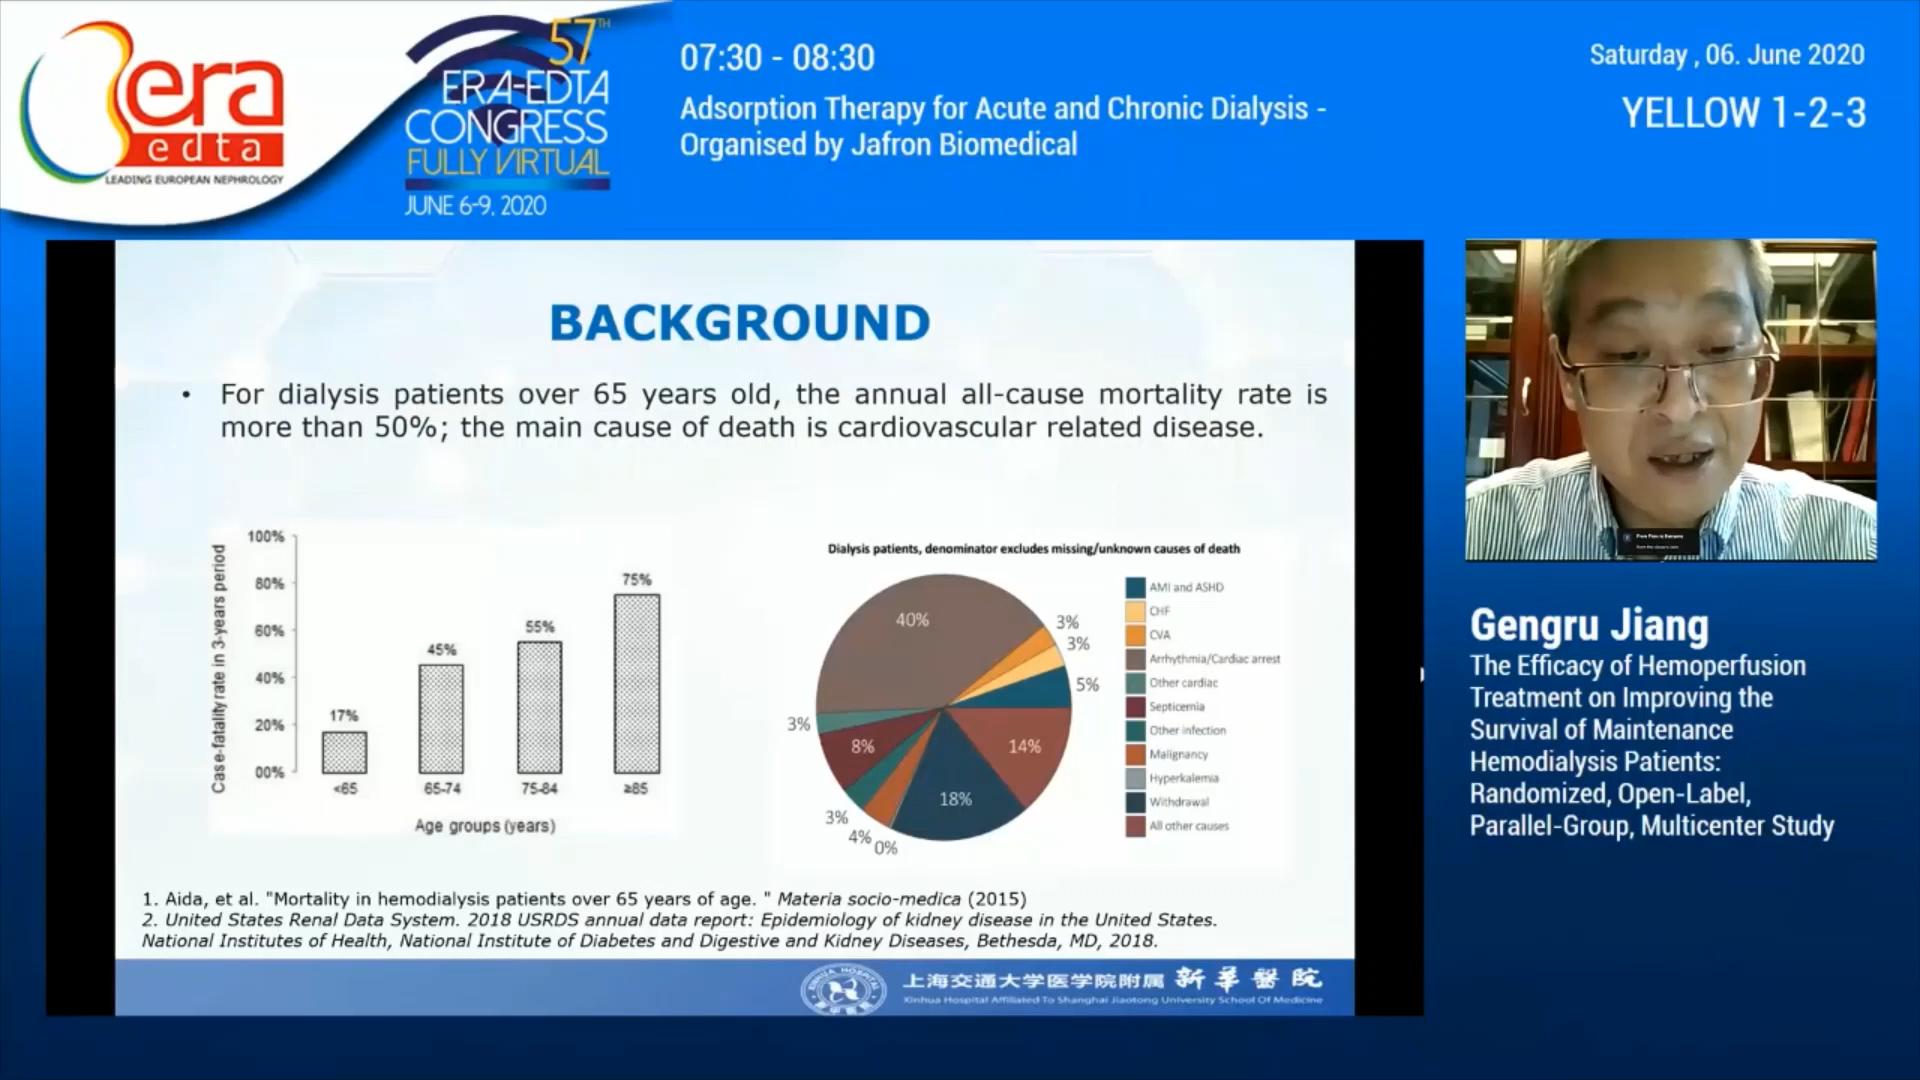 era
edta
LEADING EUROPEAN NEPHROLOGY
57TH
ERA-EDTA
CONGRESS
FULLY VIRTUAL
JUNE 6-9, 2020
07:30 - 08:30
Adsorption Therapy for Acute and Chronic Dialysis -
Organised by Jafron Biomedical
Saturday , 06. June 2020
YELLOW 1-2-3
BACKGROUND
• For dialysis patients over 65 years old, the annual all-cause mortality rate is
more than 50%; the main cause of death is cardiovascular related disease.
Case-fatality rate in 3-years period
100%
80%
60%
40%
20%
00%
17%
45%
55%
75%
<65
65-74
75-84
≥85
Age groups (years)
Dialysis patients, denominator excludes missing/unknown causes of death
40%
3%
3%
5%
14%
18%
0%
4%
3%
8%
3%
AMI and ASHD
CHF
CVA
Arrhythmia/Cardiac arrest
Other cardiac
Septicemia
Other infection
Malignancy
Hyperkalemia
Withdrawal
All other causes
1. Aida, et al. "Mortality in hemodialysis patients over 65 years of age. " Materia socio-medica (2015)
2. United States Renal Data System. 2018 USRDS annual data report: Epidemiology of kidney disease in the United States.
National Institutes of Health, National Institute of Diabetes and Digestive and Kidney Diseases, Bethesda, MD, 2018.
XINHUA HOSPITAL
上海交通大学医学院附属 新華醫院
Xinhua Hospital Affiliated To Shanghai Jiaotong University School Of Medicine
Gengru Jiang
The Efficacy of Hemoperfusion
Treatment on Improving the
Survival of Maintenance
Hemodialysis Patients:
Randomized, Open-Label,
Parallel-Group, Multicenter Study